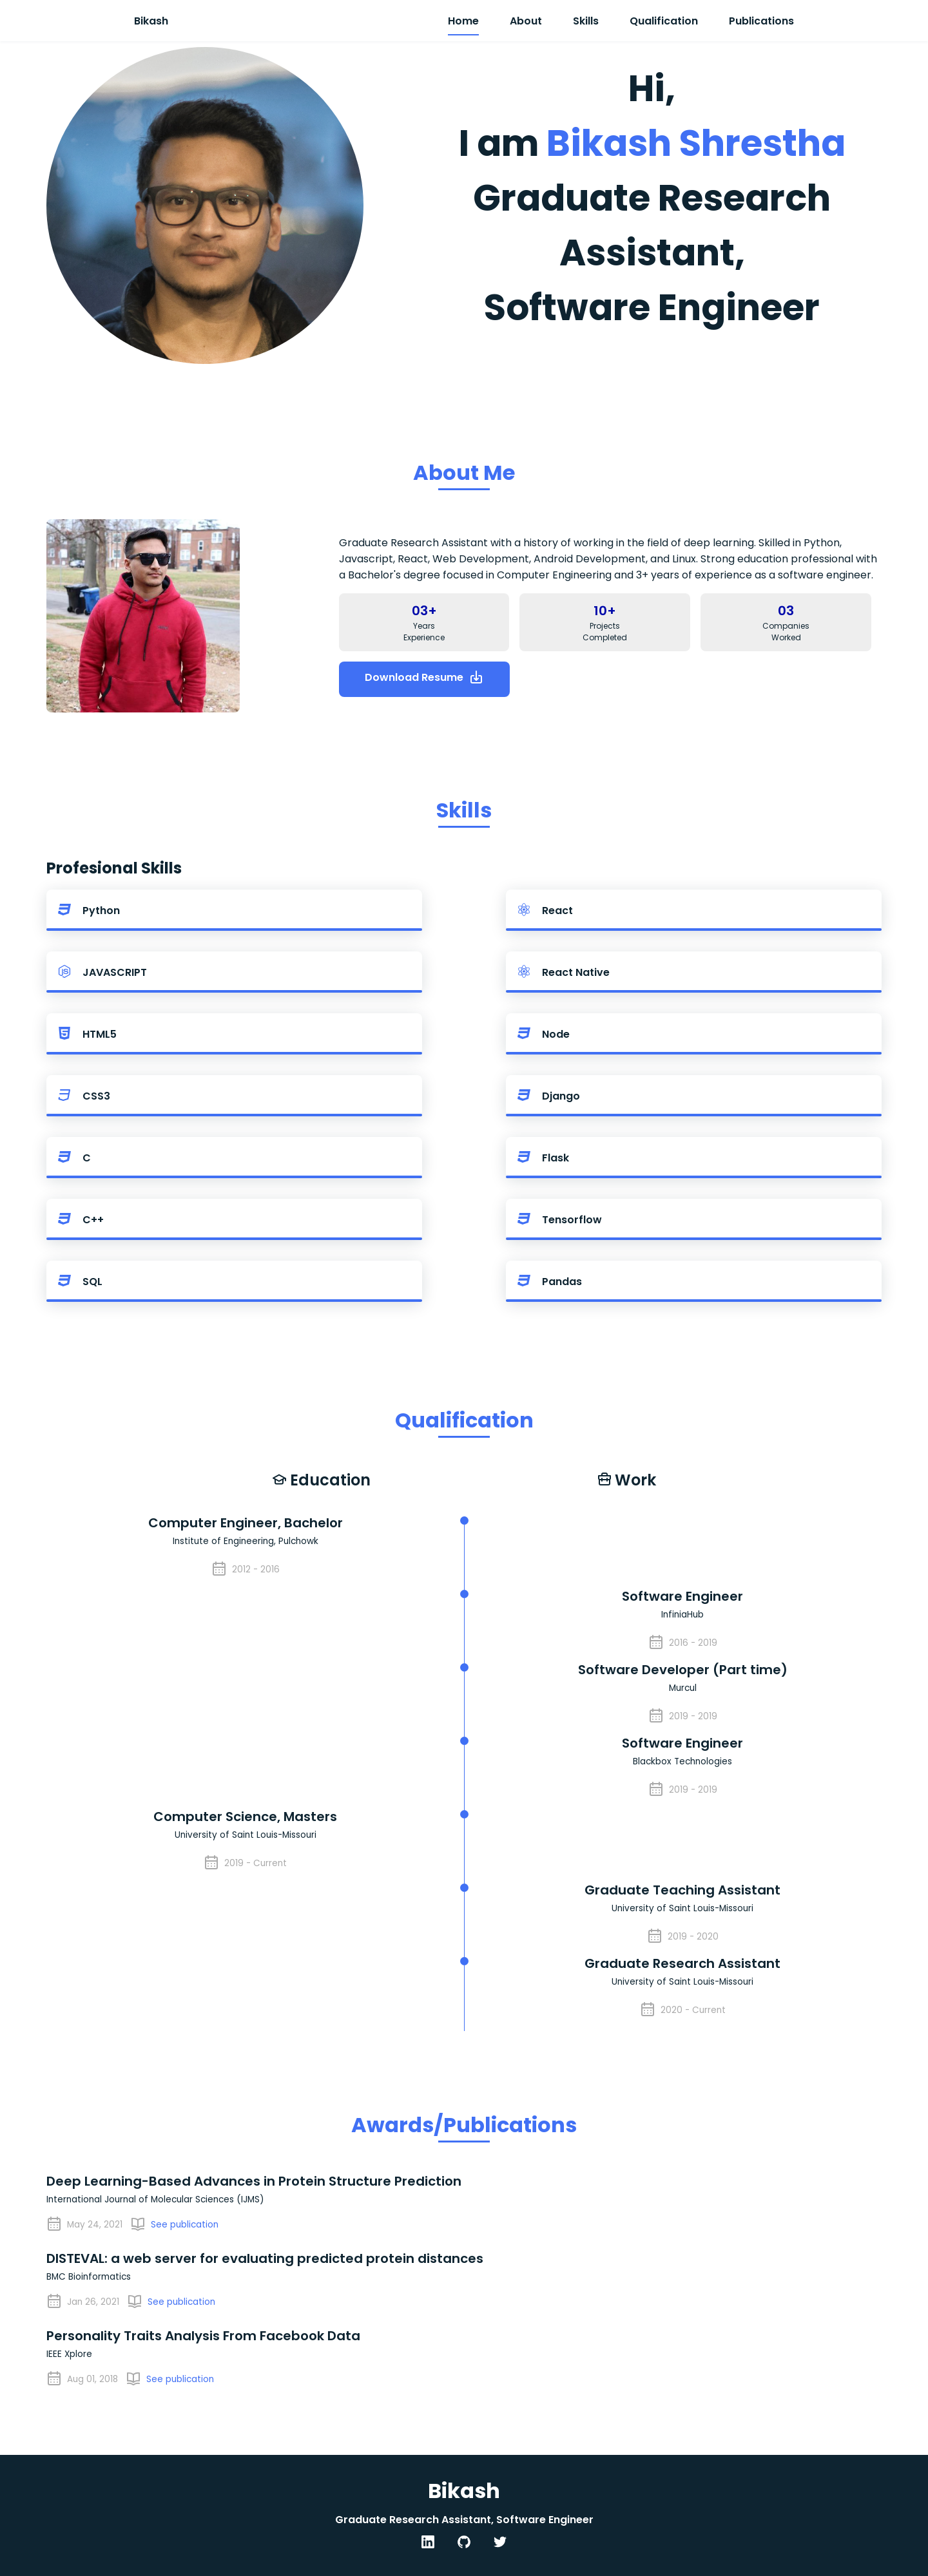 Bikash
Home
About
Skills
Qualification
Publications
Hi,
I am Bikash Shrestha
Graduate Research
Assistant,
Software Engineer
About Me
Graduate Research Assistant with a history of working in the field of deep learning. Skilled in Python,
Javascript, React, Web Development, Android Development, and Linux. Strong education professional with
a Bachelor's degree focused in Computer Engineering and 3+ years of experience as a software engineer.
03+
Years
Experience
10+
Projects
Completed
03
Companies
Worked
Download Resume
Skills
Profesional Skills
Python
JAVASCRIPT
HTML5
CSS3
C
C++
SQL
React
React Native
Node
Django
Flask
Tensorflow
Pandas
Qualification
Education
Work
Computer Engineer, Bachelor
Institute of Engineering, Pulchowk
2012 - 2016
Software Engineer
InfiniaHub
2016 - 2019
Software Developer (Part time)
Murcul
2019 - 2019
Software Engineer
Blackbox Technologies
2019 - 2019
Computer Science, Masters
University of Saint Louis-Missouri
2019 - Current
Graduate Teaching Assistant
University of Saint Louis-Missouri
2019 - 2020
Graduate Research Assistant
University of Saint Louis-Missouri
2020 - Current
Awards/Publications
Deep Learning-Based Advances in Protein Structure Prediction
International Journal of Molecular Sciences (IJMS)
May 24, 2021 See publication
DISTEVAL: a web server for evaluating predicted protein distances
BMC Bioinformatics
Jan 26, 2021 See publication
Personality Traits Analysis From Facebook Data
IEEE Xplore
Aug 01, 2018 See publication
Bikash
Graduate Research Assistant, Software Engineer